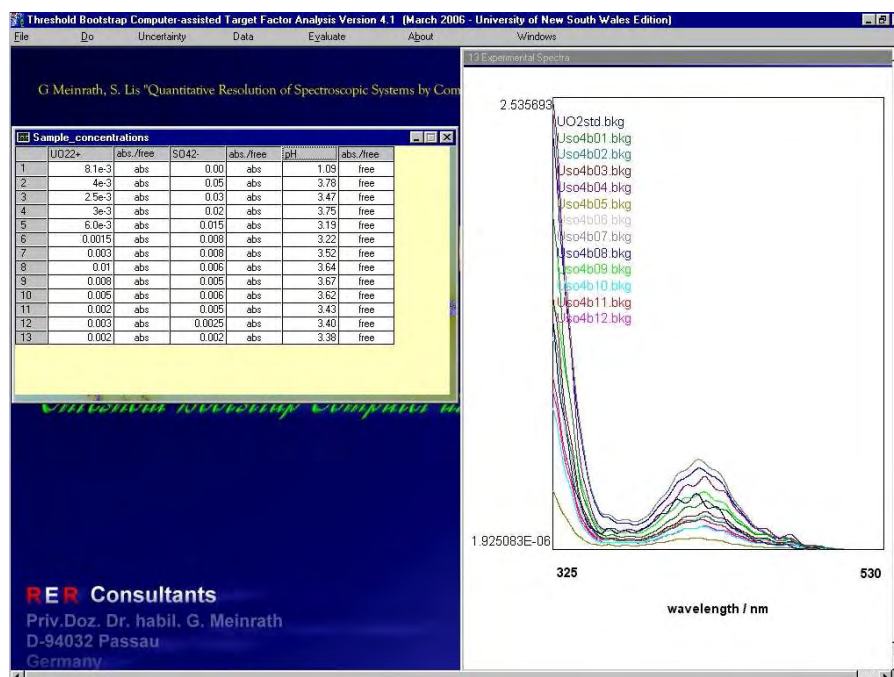 Threshold Bootstrap Computer-assisted Target Factor Analysis Version 4.1 (March 2006 - University of New South Wales Edition)
File Do Uncertainty Data Evaluate About Windows
G Meinrath, S. Lis "Quantitative Resolution of Spectroscopic Systems by Com
Sample_concentrations
UO22+ abs./free SO42- abs./free pH abs./free
1 8.1e-3 abs 0.00 abs 1.09 free
2 4e-3 abs 0.05 abs 3.78 free
3 2.5e-3 abs 0.03 abs 3.47 free
4 3e-3 abs 0.02 abs 3.75 free
5 6.0e-3 abs 0.015 abs 3.19 free
6 0.0015 abs 0.008 abs 3.22 free
7 0.003 abs 0.008 abs 3.52 free
8 0.01 abs 0.006 abs 3.64 free
9 0.008 abs 0.005 abs 3.67 free
10 0.005 abs 0.006 abs 3.62 free
11 0.002 abs 0.005 abs 3.43 free
12 0.003 abs 0.0025 abs 3.40 free
13 0.002 abs 0.002 abs 3.38 free
Threshold Bootstrap Computer
RER Consultants
Priv.Doz. Dr. habil. G. Meinrath
D-94032 Passau
Germany
13 Experimental Spectra
2.535693
UO2std.bkg
Uso4b01.bkg
Uso4b02.bkg
Uso4b03.bkg
Uso4b04.bkg
Uso4b05.bkg
Uso4b06.bkg
Uso4b07.bkg
Uso4b08.bkg
Uso4b09.bkg
Uso4b10.bkg
Uso4b11.bkg
Uso4b12.bkg
1.925083E-06
325 530
wavelength / nm